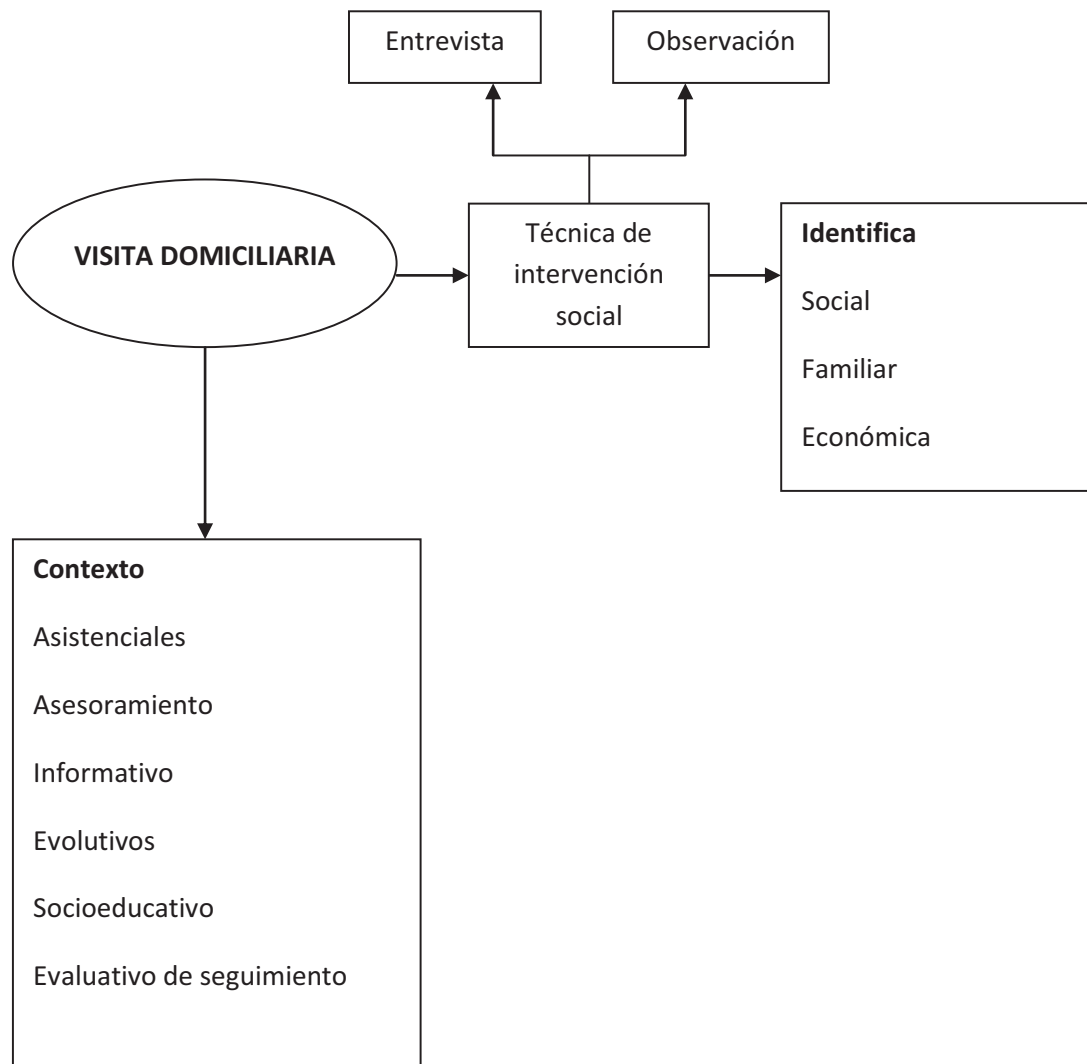 Entrevista
Observación
VISITA DOMICILIARIA
Técnica de
intervención
social
Identifica
Social
Familiar
Económica
Contexto
Asistenciales
Asesoramiento
Informativo
Evolutivos
Socioeducativo
Evaluativo de seguimiento